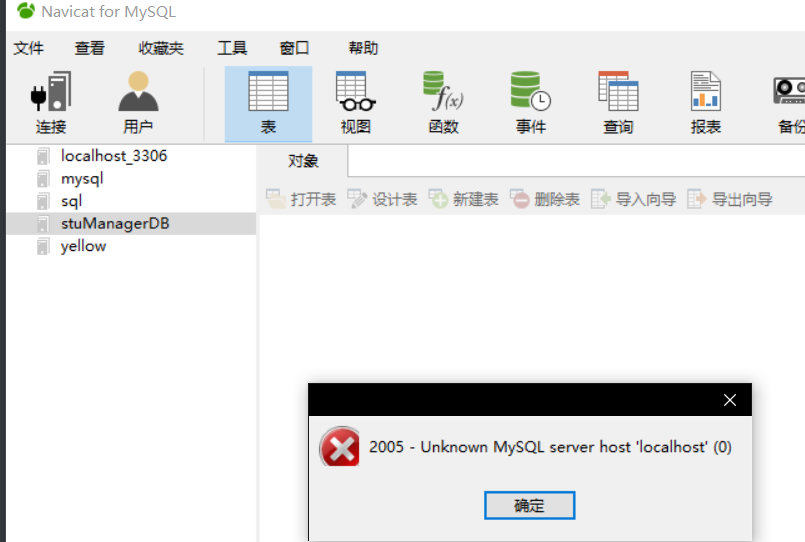 Navicat for MySQL
文件 查看 收藏夹 工具 窗口 帮助
连接 用户 表 视图 函数 事件 查询 报表 备份
localhost_3306
mysql
sql
stuManagerDB
yellow
对象
打开表 设计表 新建表 删除表 导入向导 导出向导
2005 - Unknown MySQL server host 'localhost' (0)
确定